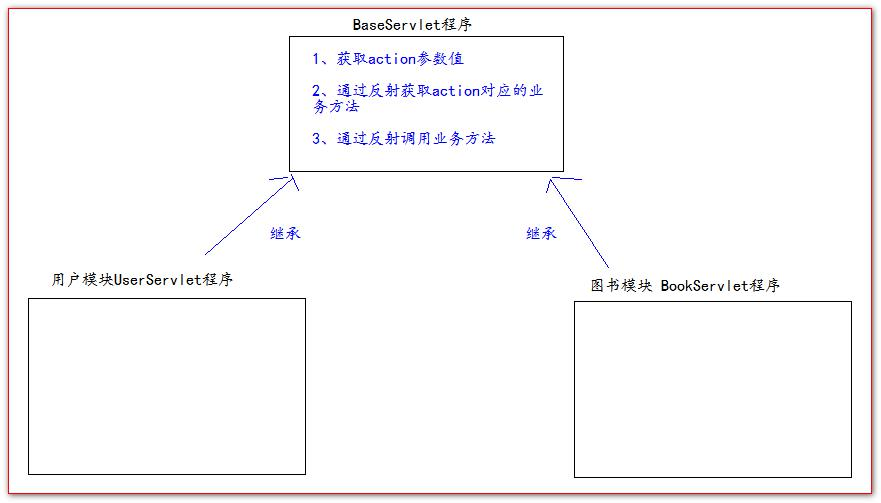 BaseServlet程序
1、获取action参数值
2、通过反射获取action对应的业
务方法
3、通过反射调用业务方法
继承
继承
用户模块UserServlet程序
图书模块 BookServlet程序